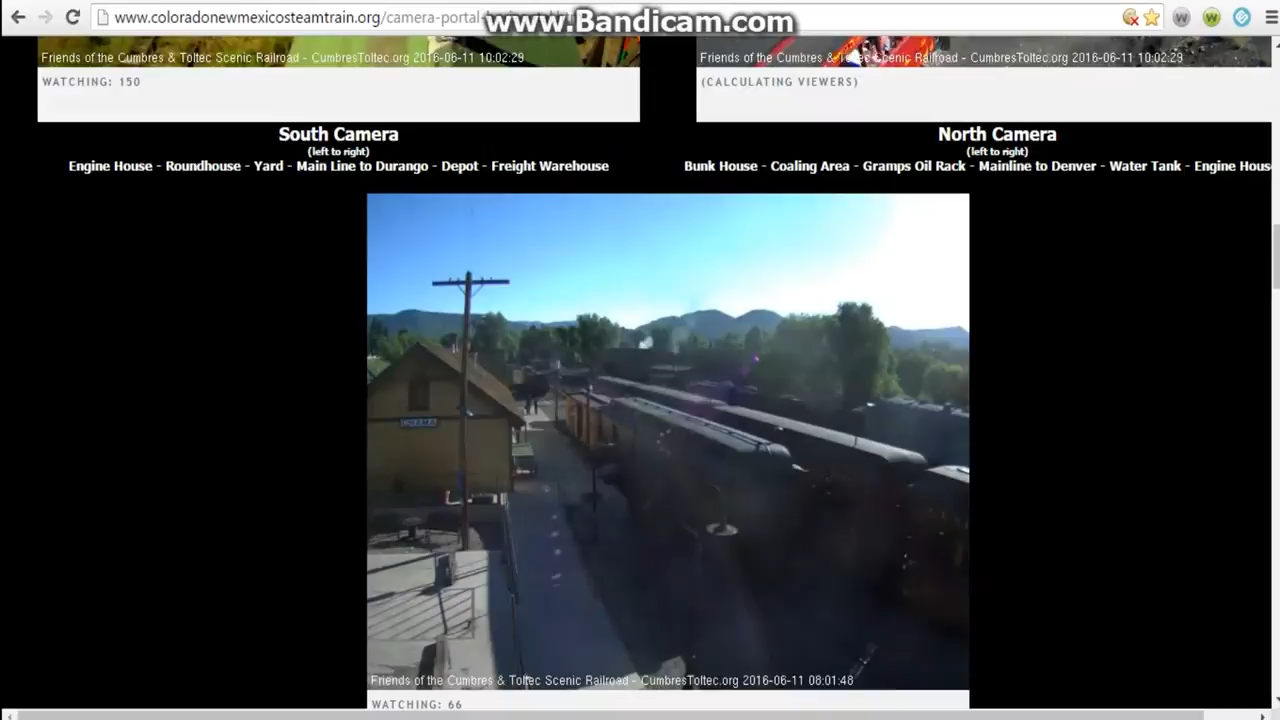 www.coloradonewmexicosteamtrain.org/camera-portal
www.Bandicam.com
Friends of the Cumbres & Toltec Scenic Railroad - CumbresToltec.org 2016-06-11 10:02:29
Friends of the Cumbres & Toltec Scenic Railroad - CumbresToltec.org 2016-06-11 10:02:29
WATCHING: 150
(CALCULATING VIEWERS)
South Camera
(left to right)
Engine House - Roundhouse - Yard - Main Line to Durango - Depot - Freight Warehouse
North Camera
(left to right)
Bunk House - Coaling Area - Gramps Oil Rack - Mainline to Denver - Water Tank - Engine Hous
CHAMA
Friends of the Cumbres & Toltec Scenic Railroad - CumbresToltec.org 2016-06-11 08:01:48
WATCHING: 66